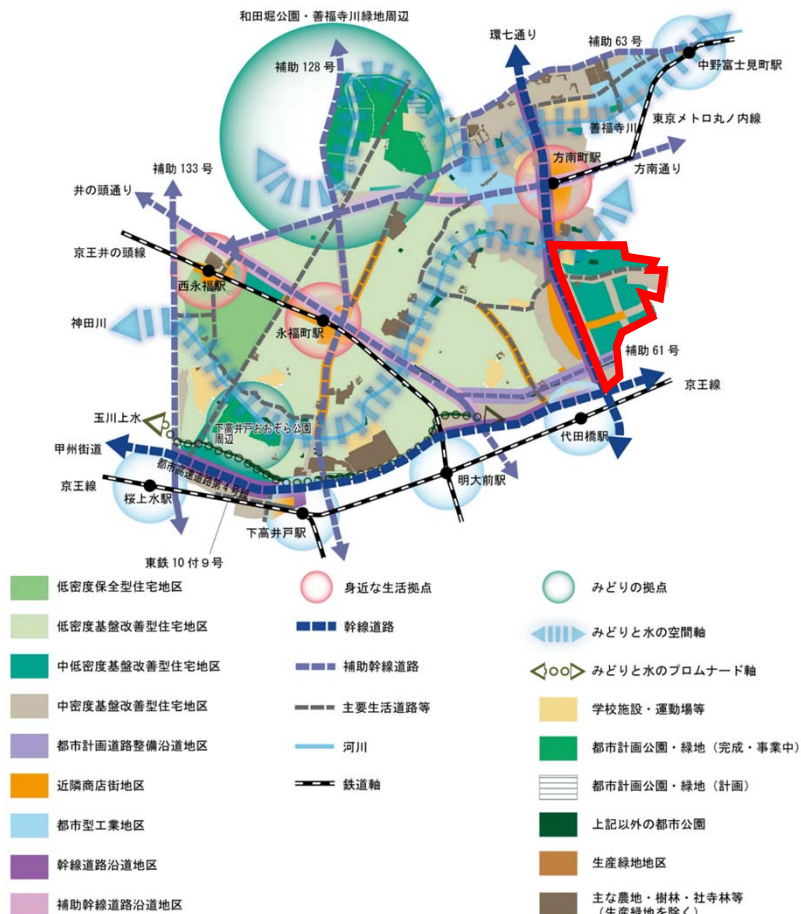 和田堀公園・善福寺川緑地周辺
環七通り
補助 63 号
中野富士見町駅
補助 128 号
善福寺川
東京メトロ丸ノ内線
方南町駅
方南通り
補助 133 号
井の頭通り
京王井の頭線
西永福駅
神田川
永福町駅
補助 61 号
京王線
玉川上水
下高井戸おおぞら公園
周辺
代田橋駅
甲州街道
都市高速道路第4号線
明大前駅
京王線
桜上水駅
下高井戸駅
東鉄 10 付 9 号
低密度保全型住宅地区
低密度基盤改善型住宅地区
中低密度基盤改善型住宅地区
中密度基盤改善型住宅地区
都市計画道路整備沿道地区
近隣商店街地区
都市型工業地区
幹線道路沿道地区
補助幹線道路沿道地区
身近な生活拠点
幹線道路
補助幹線道路
主要生活道路等
河川
鉄道軸
みどりの拠点
みどりと水の空間軸
みどりと水のプロムナード軸
学校施設・運動場等
都市計画公園・緑地（完成・事業中）
都市計画公園・緑地（計画）
上記以外の都市公園
生産緑地地区
主な農地・樹林・社寺林等
（生産緑地を除く）